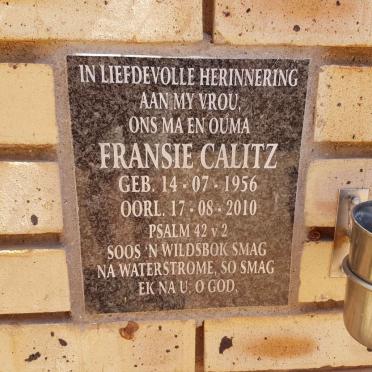 IN LIEFDEVOLLE HERINNERING
AAN MY VROU,
ONS MA EN OUMA
FRANSIE CALITZ
GEB. 14 · 07 · 1956
OORL. 17 · 08 · 2010
PSALM 42 v 2
SOOS 'N WILDSBOK SMAG
NA WATERSTROME, SO SMAG
EK NA U, O GOD.